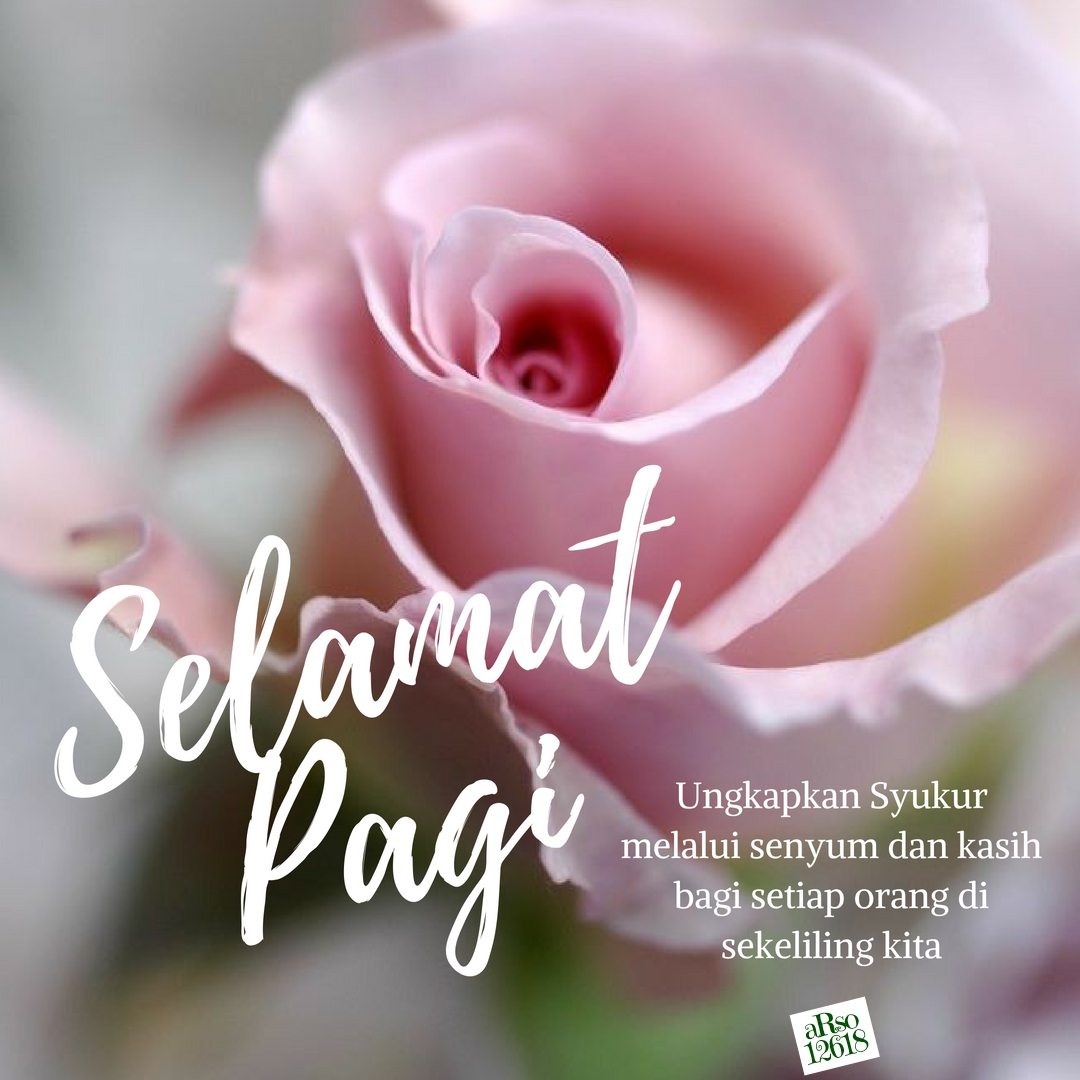 Selamat
Pagi
Ungkapkan Syukur
melalui senyum dan kasih
bagi setiap orang di
sekeliling kita
aRso
12618